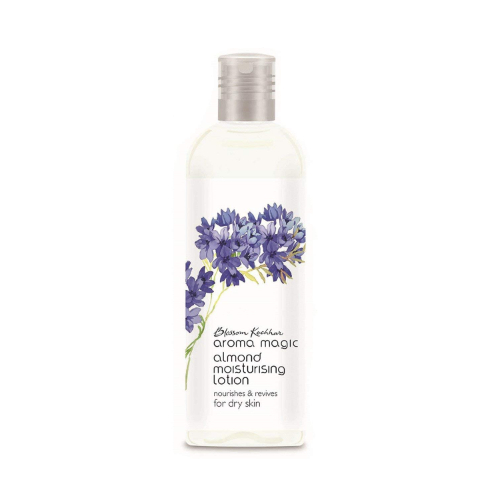 Blossom Kochhar
aroma magic
almond
moisturising
lotion
nourishes & revives
for dry skin